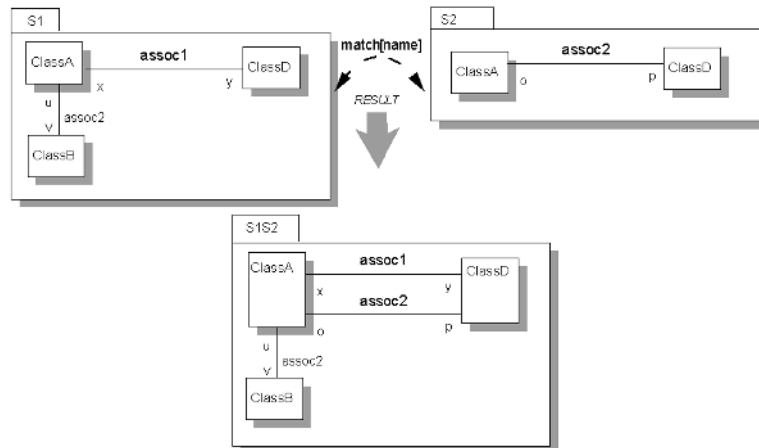 S1
ClassA
assoc1
ClassD
x
y
u
assoc2
v
ClassB
match[name]
RESULT
S2
ClassA
assoc2
ClassD
o
p
S1S2
ClassA
assoc1
ClassD
x
y
assoc2
o
p
u
assoc2
v
ClassB